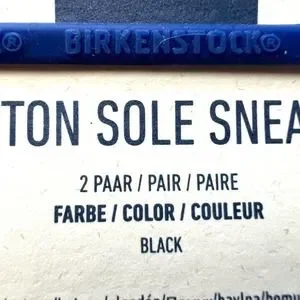 ® BIRKENSTOCK®
TON SOLE SNEA
2 PAAR / PAIR / PAIRE
FARBE / COLOR / COULEUR
BLACK